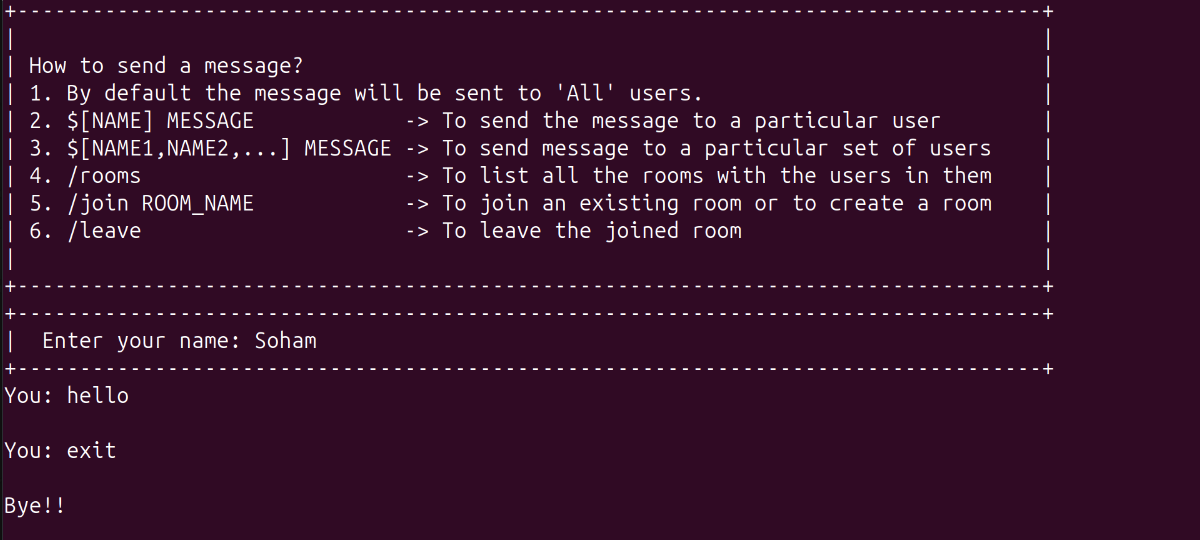 +----------------------------------------------------------------------------------+
|                                                                                  |
| How to send a message?                                                           |
| 1. By default the message will be sent to 'All' users.                           |
| 2. $[NAME] MESSAGE            -> To send the message to a particular user        |
| 3. $[NAME1,NAME2,...] MESSAGE -> To send message to a particular set of users    |
| 4. /rooms                     -> To list all the rooms with the users in them    |
| 5. /join ROOM_NAME            -> To join an existing room or to create a room    |
| 6. /leave                     -> To leave the joined room                        |
|                                                                                  |
+----------------------------------------------------------------------------------+
+----------------------------------------------------------------------------------+
|  Enter your name: Soham
+----------------------------------------------------------------------------------+
You: hello
You: exit
Bye!!